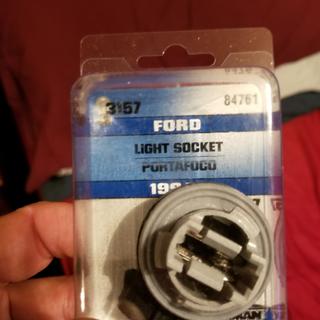 3157 84761
FORD
LIGHT SOCKET
PORTAFOCO